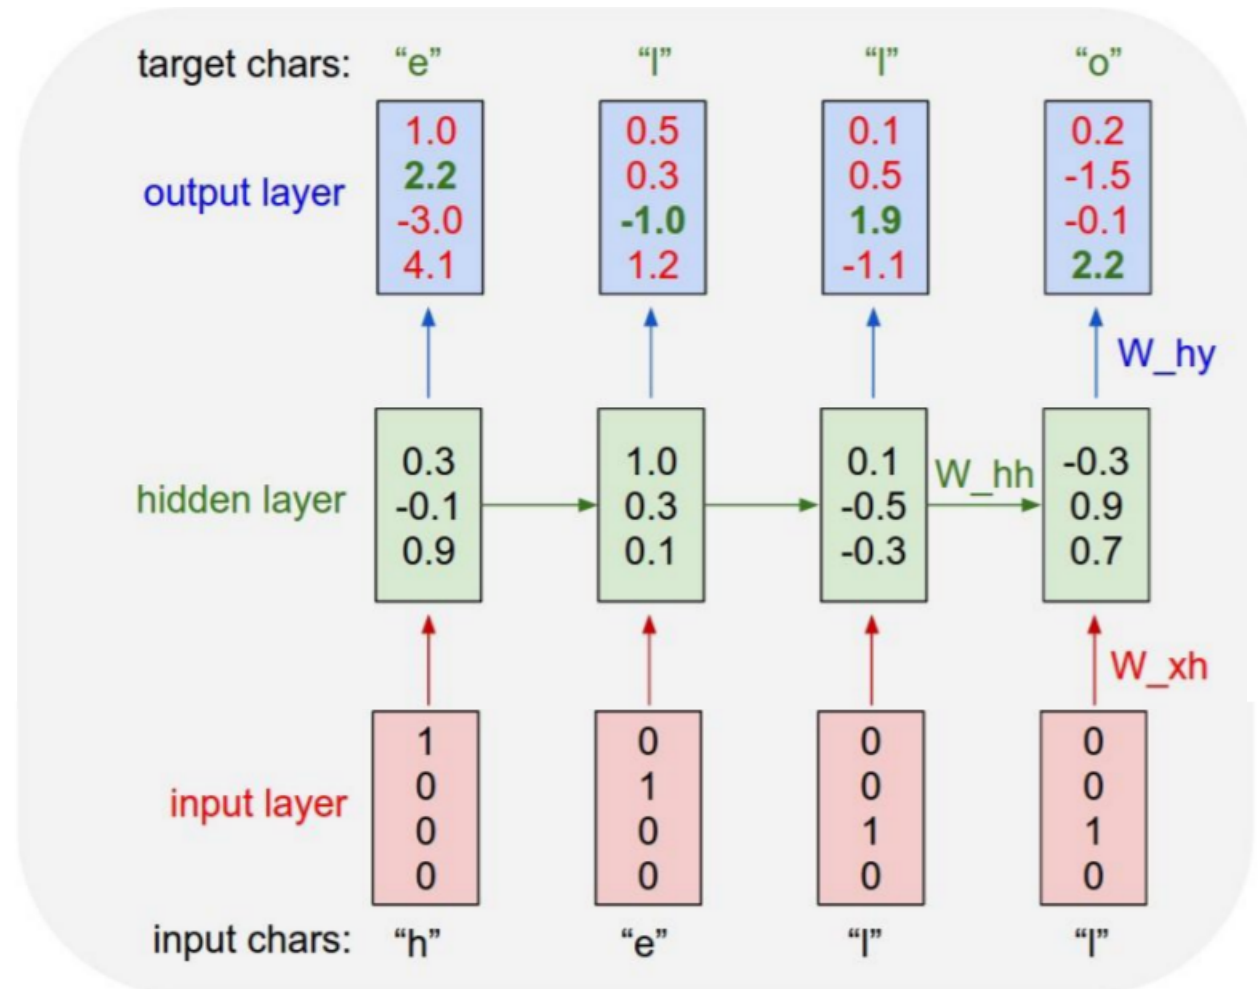 target chars: “e” “l” “l” “o”
output layer
1.0 0.5 0.1 0.2
2.2 0.3 0.5 -1.5
-3.0 -1.0 1.9 -0.1
4.1 1.2 -1.1 2.2
W_hy
hidden layer
0.3 1.0 0.1 W_hh -0.3
-0.1 0.3 -0.5 0.9
0.9 0.1 -0.3 0.7
W_xh
input layer
1 0 0 0
0 1 0 0
0 0 1 1
0 0 0 0
input chars: “h” “e” “l” “l”